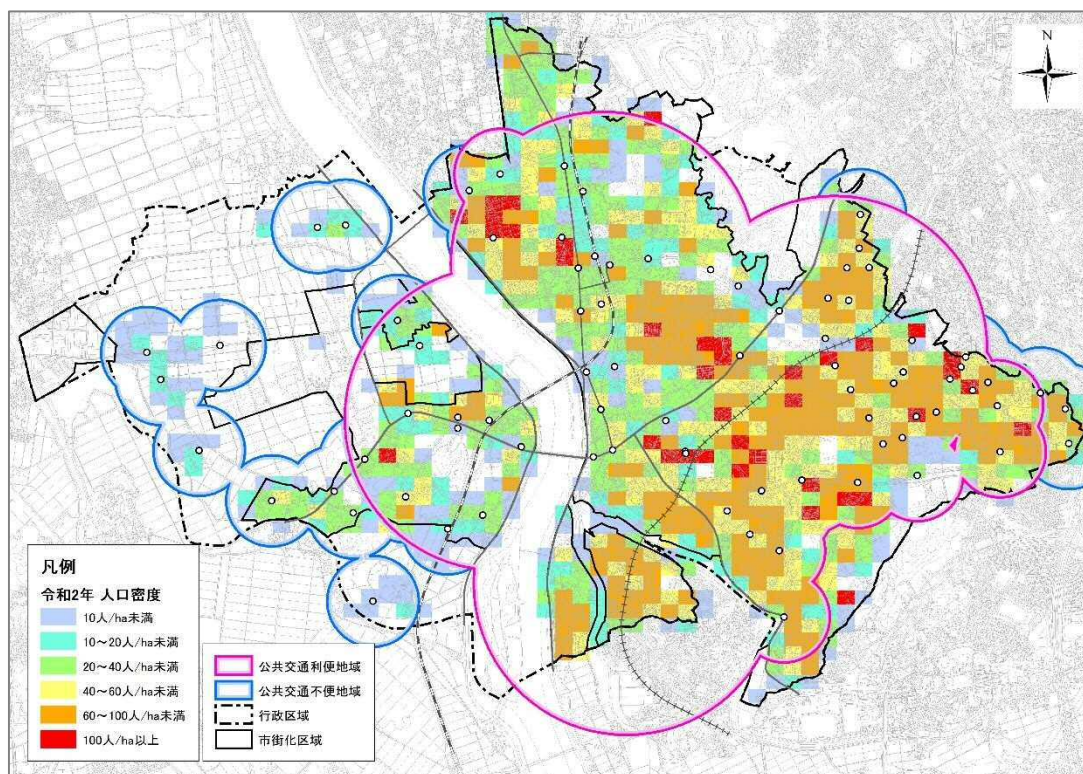 N
凡例
令和2年 人口密度
10人/ha未満
10～20人/ha未満
20～40人/ha未満
40～60人/ha未満
60～100人/ha未満
100人/ha以上
公共交通利便地域
公共交通不便地域
行政区域
市街化区域